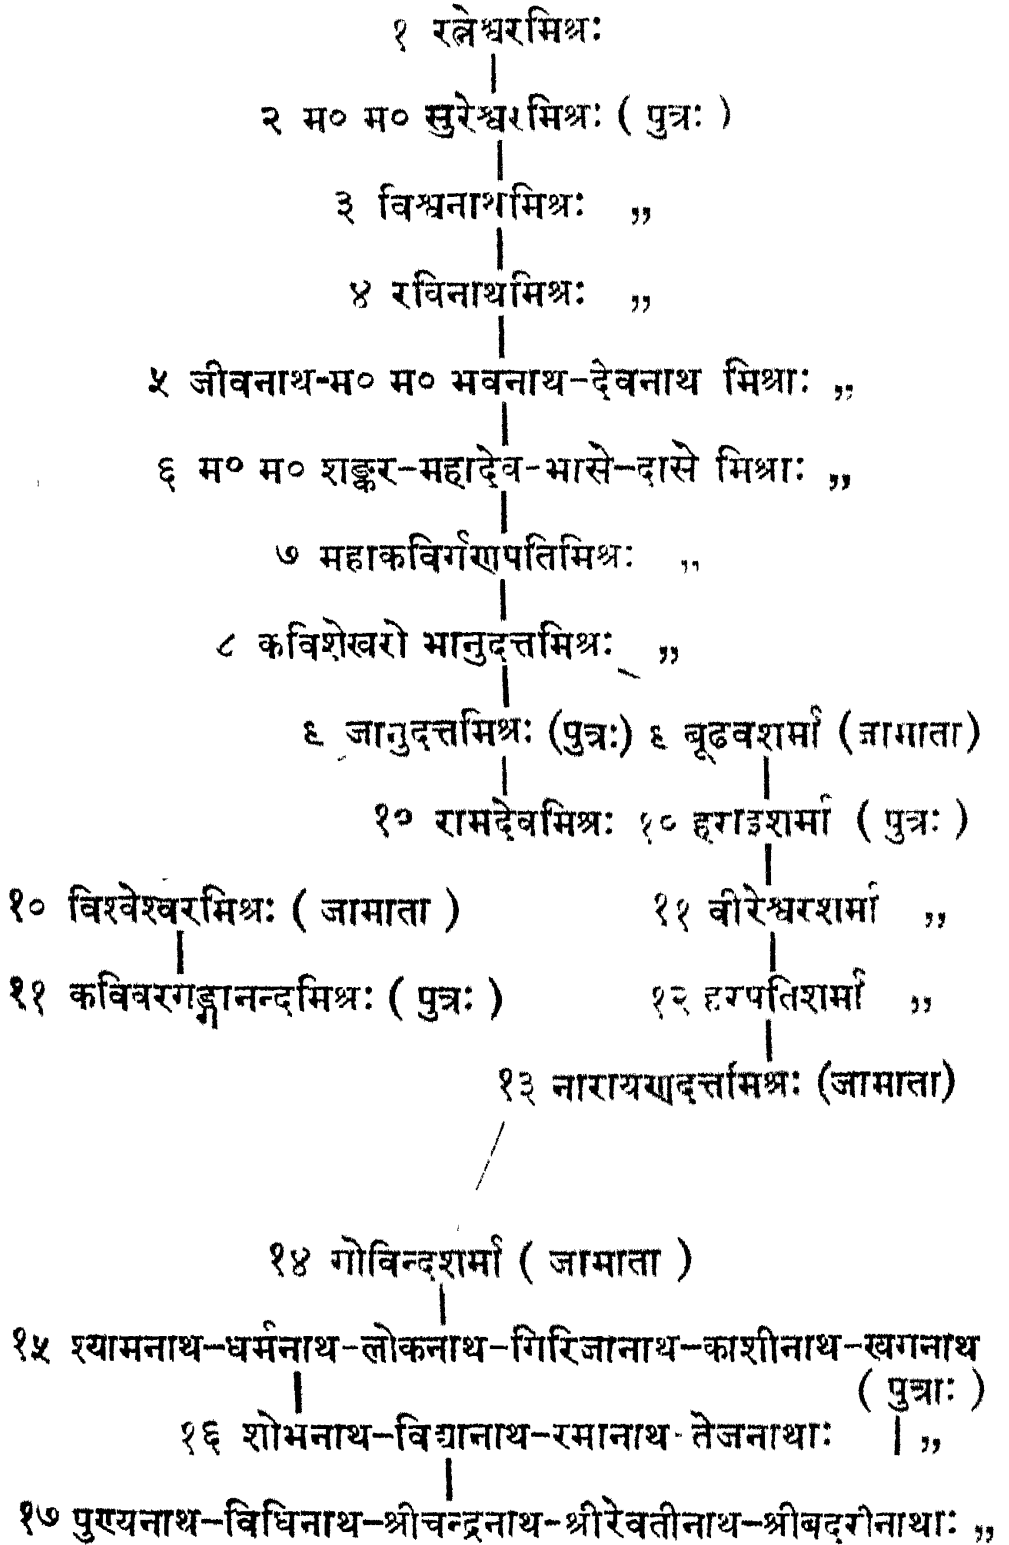 १ रत्नेश्वरमिश्रः
२ म० म० सुरेश्वरमिश्रः ( पुत्रः )
३ विश्वनाथमिश्रः ,,
४ रविनाथमिश्रः ,,
५ जीवनाथ-म० म० भवनाथ-देवनाथ मिश्राः ,,
६ म० म० शङ्कर-महादेव-भासे-दासे मिश्राः ,,
७ महाकविर्गणपतिमिश्रः ,,
८ कविशेखरो भानुदत्तमिश्रः ,,
९ जानुदत्तमिश्रः (पुत्रः) ९ बूढवशर्मा (जामाता)
१० रामदेवमिश्रः १० हराइशर्मा ( पुत्रः )
१० विश्वेश्वरमिश्रः ( जामाता ) ११ वीरेश्वरशर्मा ,,
११ कविवरगङ्गानन्दमिश्रः ( पुत्रः ) १२ हरपतिशर्मा ,,
१३ नारायणदत्तमिश्रः (जामाता)
१४ गोविन्दशर्मा ( जामाता )
१५ श्यामनाथ-धर्मनाथ-लोकनाथ-गिरिजानाथ-काशीनाथ-खगनाथ
( पुत्राः )
१६ शोभनाथ-विद्यानाथ-रमानाथ-तेजनाथाः ,,
१७ पुण्यनाथ-विधिनाथ-श्रीचन्द्रनाथ-श्रीरेवतीनाथ-श्रीबदरीनाथाः ,,